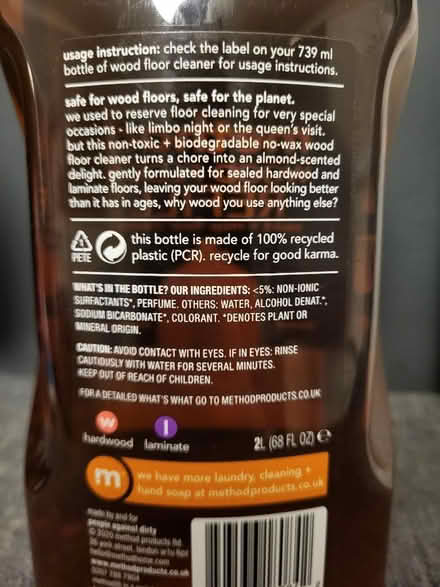 usage instruction: check the label on your 739 ml
bottle of wood floor cleaner for usage instructions.
safe for wood floors, safe for the planet.
we used to reserve floor cleaning for very special
occasions - like limbo night or the queen's visit.
but this non-toxic + biodegradable no-wax wood
floor cleaner turns a chore into an almond-scented
delight. gently formulated for sealed hardwood and
laminate floors, leaving your wood floor looking better
than it has in ages, why wood you use anything else?
1
PETE
this bottle is made of 100% recycled
plastic (PCR). recycle for good karma.
WHAT'S IN THE BOTTLE? OUR INGREDIENTS: <5%: NON-IONIC
SURFACTANTS*, PERFUME. OTHERS: WATER, ALCOHOL DENAT.*,
SODIUM BICARBONATE*, COLORANT. *DENOTES PLANT OR
MINERAL ORIGIN.
CAUTION: AVOID CONTACT WITH EYES. IF IN EYES: RINSE
CAUTIOUSLY WITH WATER FOR SEVERAL MINUTES.
KEEP OUT OF REACH OF CHILDREN.
FOR A DETAILED WHAT'S WHAT GO TO METHODPRODUCTS.CO.UK
w l
hardwood laminate 2L (68 FL OZ) e
m
we have more laundry, cleaning +
hand soap at methodproducts.co.uk
made by
people against dirty
© 2020 method products ltd.
www.methodproducts.co.uk